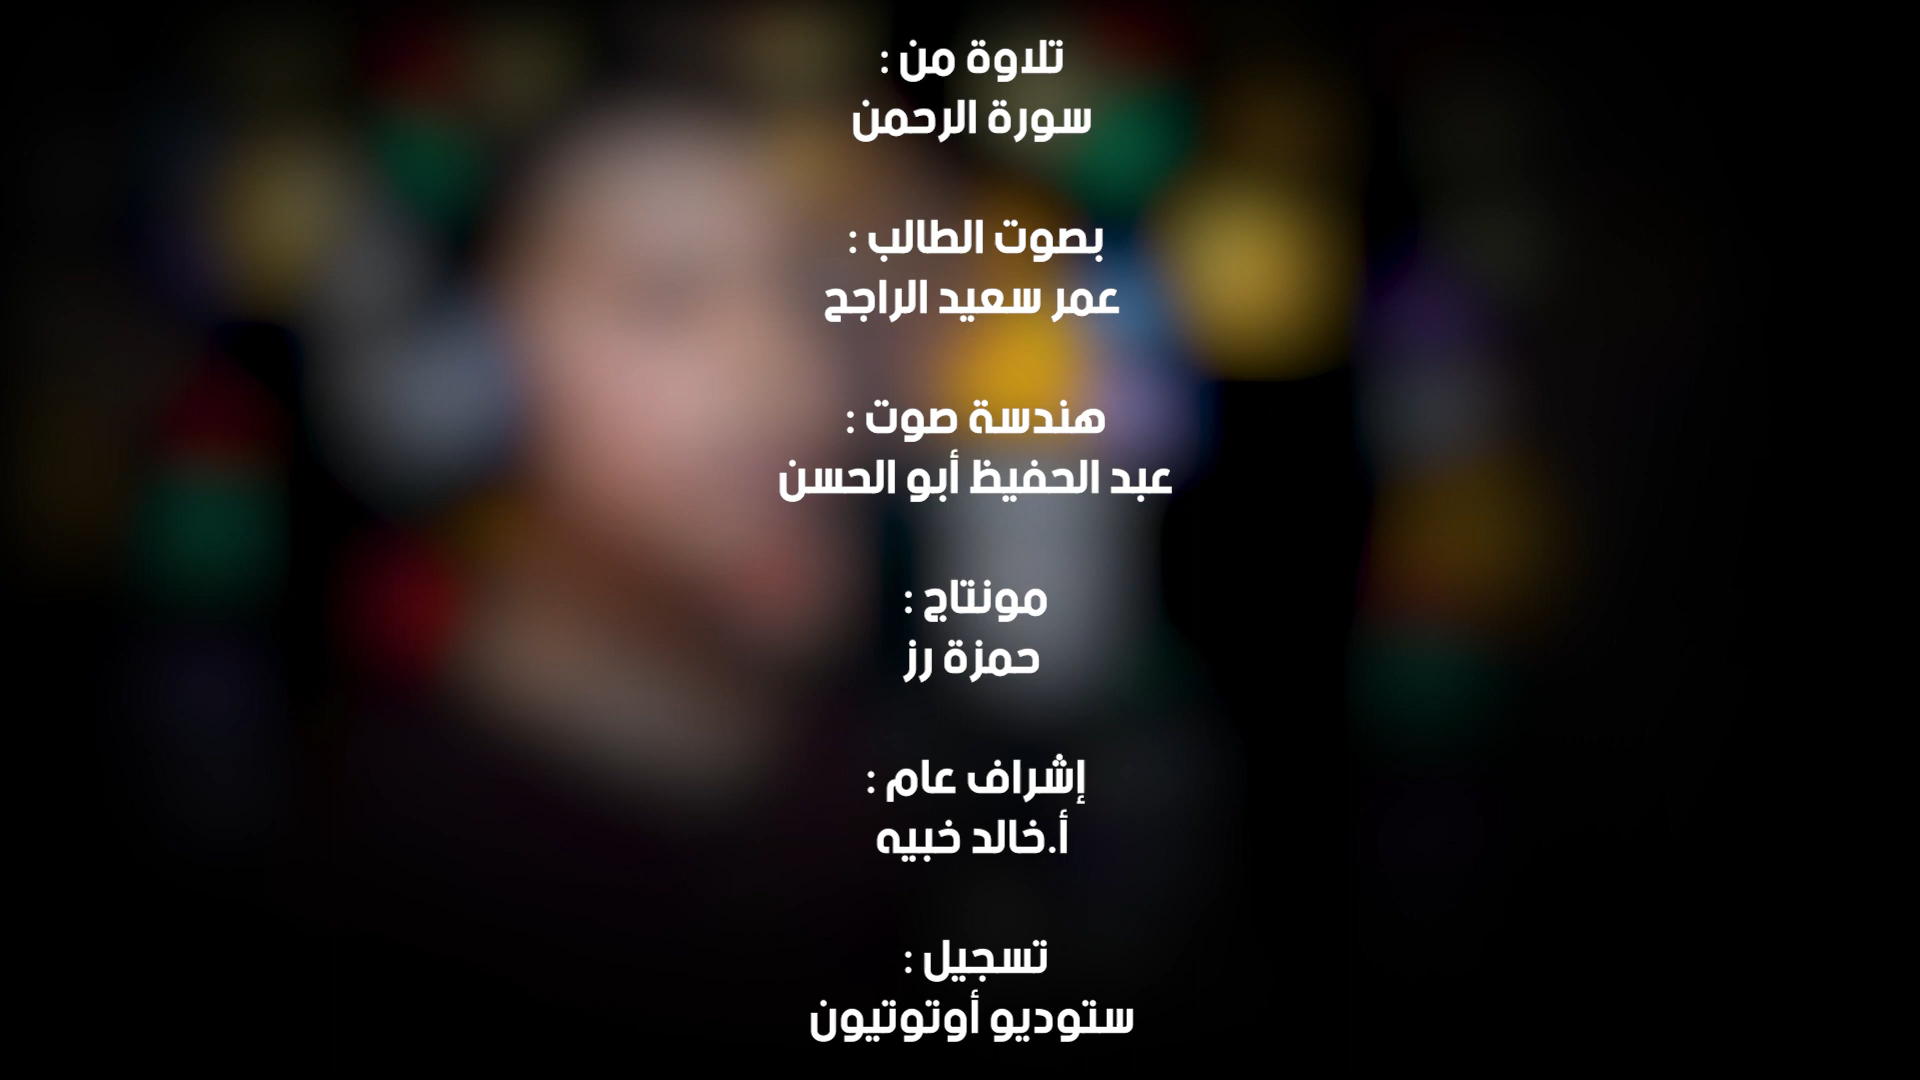 تلاوة من :
سورة الرحمن
بصوت الطالب :
عمر سعيد الراجح
هندسة صوت :
عبد الحفيظ أبو الحسن
مونتاج :
حمزة رز
إشراف عام :
أ.خالد خبيه
تسجيل :
ستوديو أوتوتيون